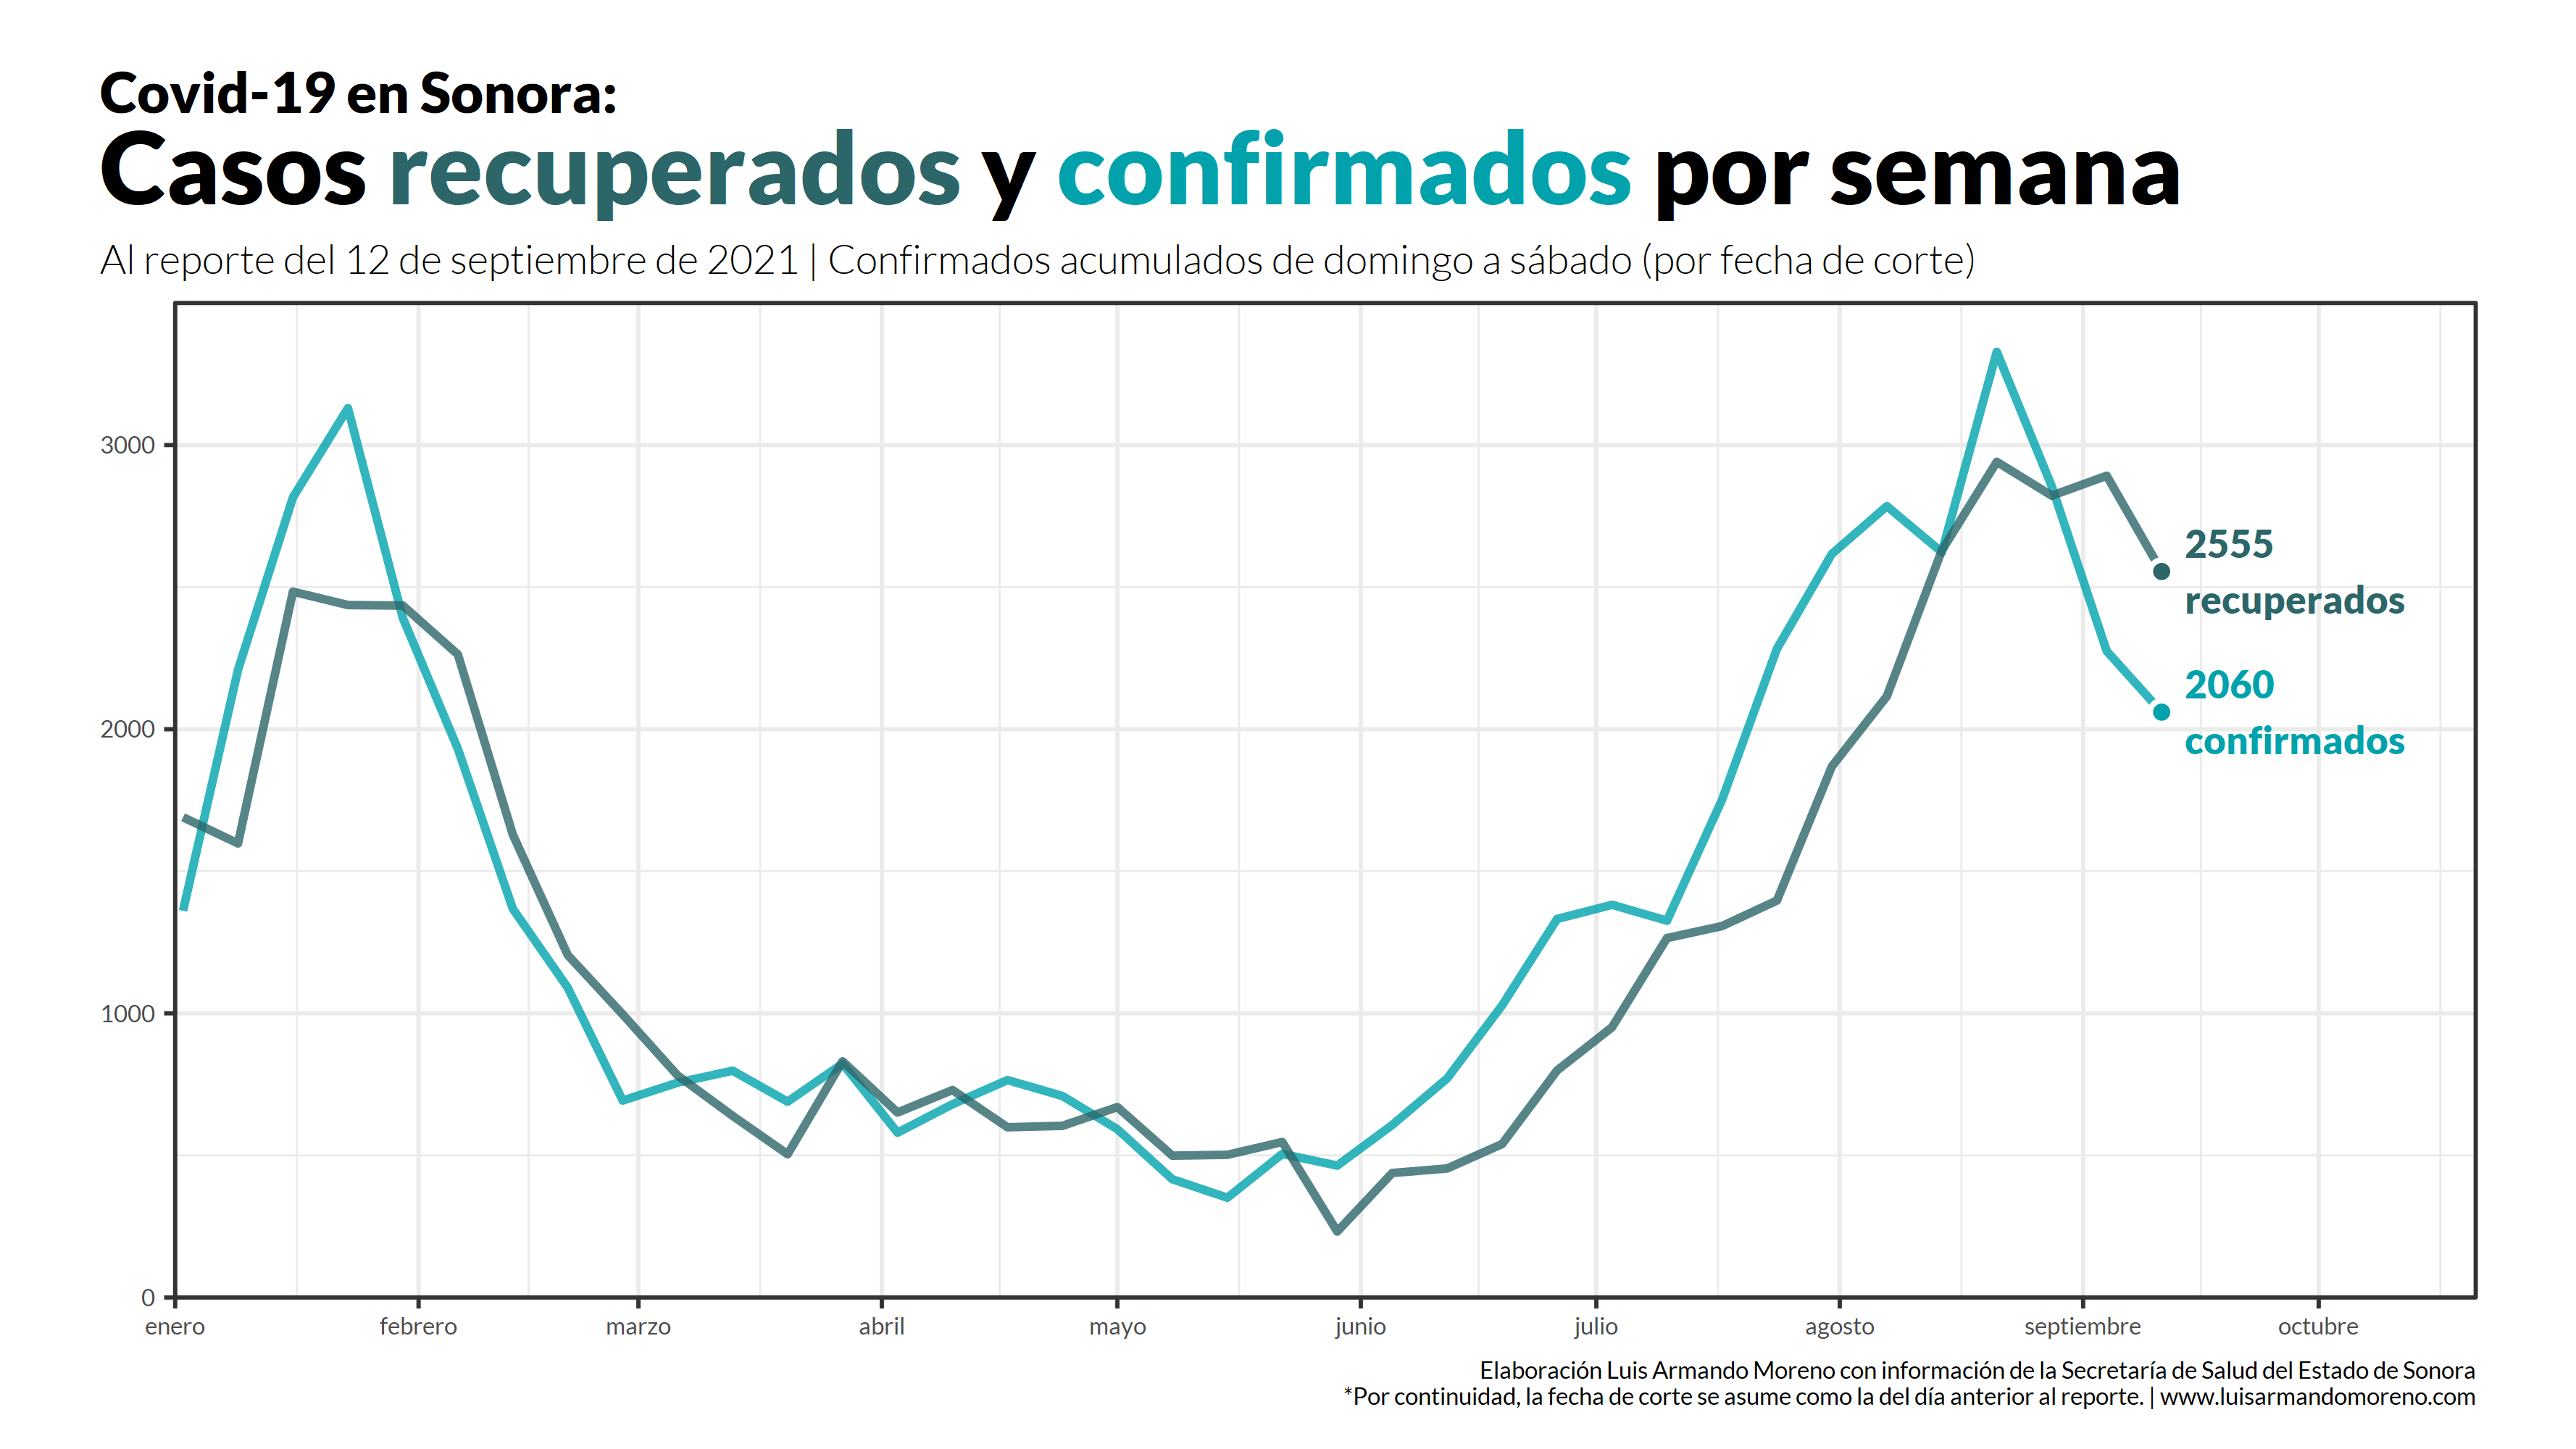 Covid-19 en Sonora:
Casos recuperados y confirmados por semana
Al reporte del 12 de septiembre de 2021 | Confirmados acumulados de domingo a sábado (por fecha de corte)
3000
2000
1000
0
2555
recuperados
2060
confirmados
enero febrero marzo abril mayo junio julio agosto septiembre octubre
Elaboración Luis Armando Moreno con información de la Secretaría de Salud del Estado de Sonora
*Por continuidad, la fecha de corte se asume como la del día anterior al reporte. | www.luisarmandomoreno.com